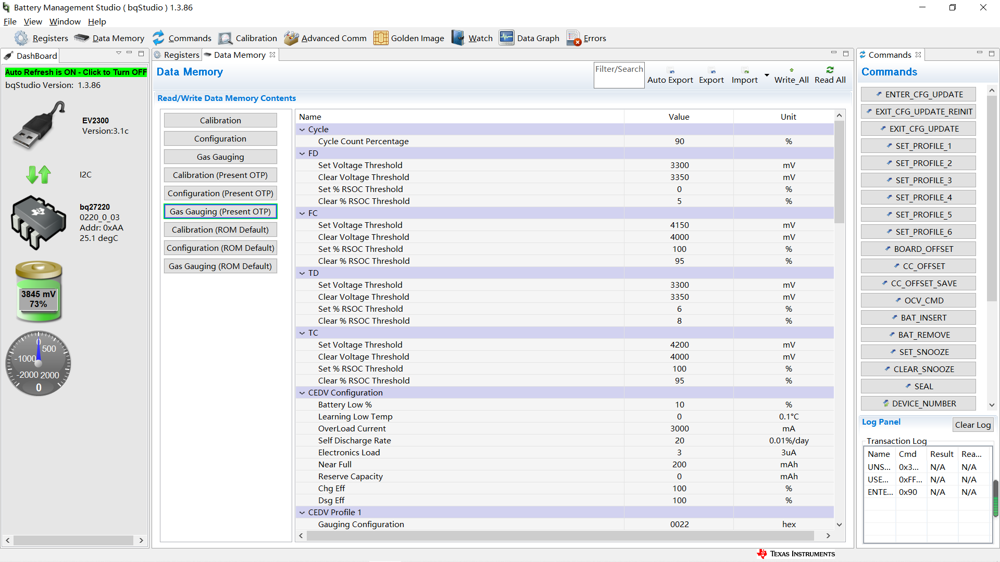 Battery Management Studio ( bqStudio ) 1.3.86
File View Window Help
Registers Data Memory Commands Calibration Advanced Comm Golden Image Watch Data Graph Errors
DashBoard
Auto Refresh is ON - Click to Turn OFF
bqStudio Version: 1.3.86
EV2300
Version:3.1c
I2C
bq27220
0220_0_03
Addr: 0xAA
25.1 degC
3845 mV
73%
0
500
-1000
-2000 2000
0
Registers Data Memory
Data Memory
Filter/Search
Auto Export Export Import Write_All Read All
Read/Write Data Memory Contents
Calibration
Configuration
Gas Gauging
Calibration (Present OTP)
Configuration (Present OTP)
Gas Gauging (Present OTP)
Calibration (ROM Default)
Configuration (ROM Default)
Gas Gauging (ROM Default)
Name Value Unit
Cycle
Cycle Count Percentage 90 %
FD
Set Voltage Threshold 3300 mV
Clear Voltage Threshold 3350 mV
Set % RSOC Threshold 0 %
Clear % RSOC Threshold 5 %
FC
Set Voltage Threshold 4150 mV
Clear Voltage Threshold 4000 mV
Set % RSOC Threshold 100 %
Clear % RSOC Threshold 95 %
TD
Set Voltage Threshold 3300 mV
Clear Voltage Threshold 3350 mV
Set % RSOC Threshold 6 %
Clear % RSOC Threshold 8 %
TC
Set Voltage Threshold 4200 mV
Clear Voltage Threshold 4000 mV
Set % RSOC Threshold 100 %
Clear % RSOC Threshold 95 %
CEDV Configuration
Battery Low % 10 %
Learning Low Temp 0 0.1°C
OverLoad Current 3000 mA
Self Discharge Rate 20 0.01%/day
Electronics Load 3 3uA
Near Full 200 mAh
Reserve Capacity 0 mAh
Chg Eff 100 %
Dsg Eff 100 %
CEDV Profile 1
Gauging Configuration 0022 hex
Commands
Commands
ENTER_CFG_UPDATE
EXIT_CFG_UPDATE_REINIT
EXIT_CFG_UPDATE
SET_PROFILE_1
SET_PROFILE_2
SET_PROFILE_3
SET_PROFILE_4
SET_PROFILE_5
SET_PROFILE_6
BOARD_OFFSET
CC_OFFSET
CC_OFFSET_SAVE
OCV_CMD
BAT_INSERT
BAT_REMOVE
SET_SNOOZE
CLEAR_SNOOZE
SEAL
DEVICE_NUMBER
Log Panel Clear Log
Transaction Log
Name Cmd Result Rea...
UNS... 0x3... N/A N/A
USE... 0xFF... N/A N/A
ENTE... 0x90 N/A N/A
TEXAS INSTRUMENTS